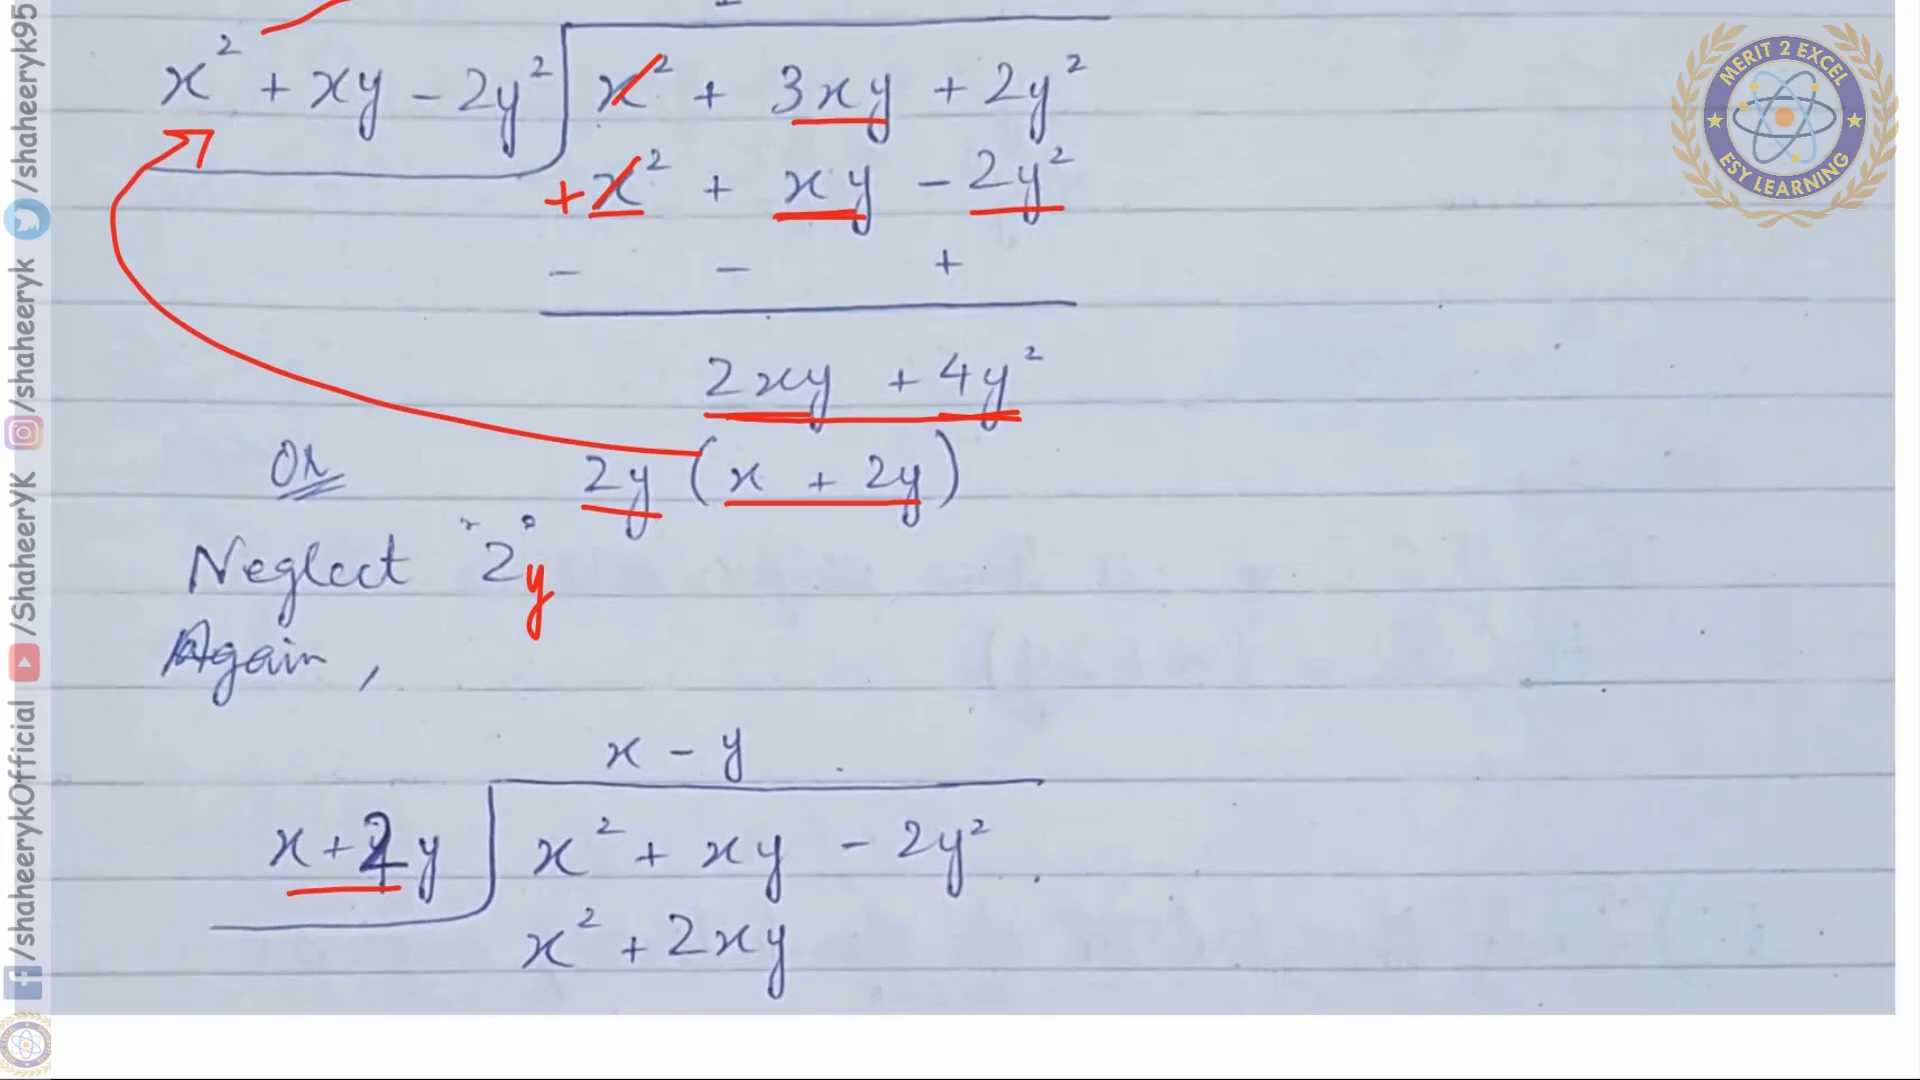 x² + xy - 2y² | x² + 3xy + 2y²
+x² + xy - 2y²
- - +
2xy + 4y²
Or 2y (x + 2y)
Neglect "2y"
Again,
x - y
x + 2y | x² + xy - 2y²
x² + 2xy
MERIT 2 EXCEL
ESY LEARNING
/shaheeryk95
/shaheeryk
/ShaheerYK
/shaheerykOfficial